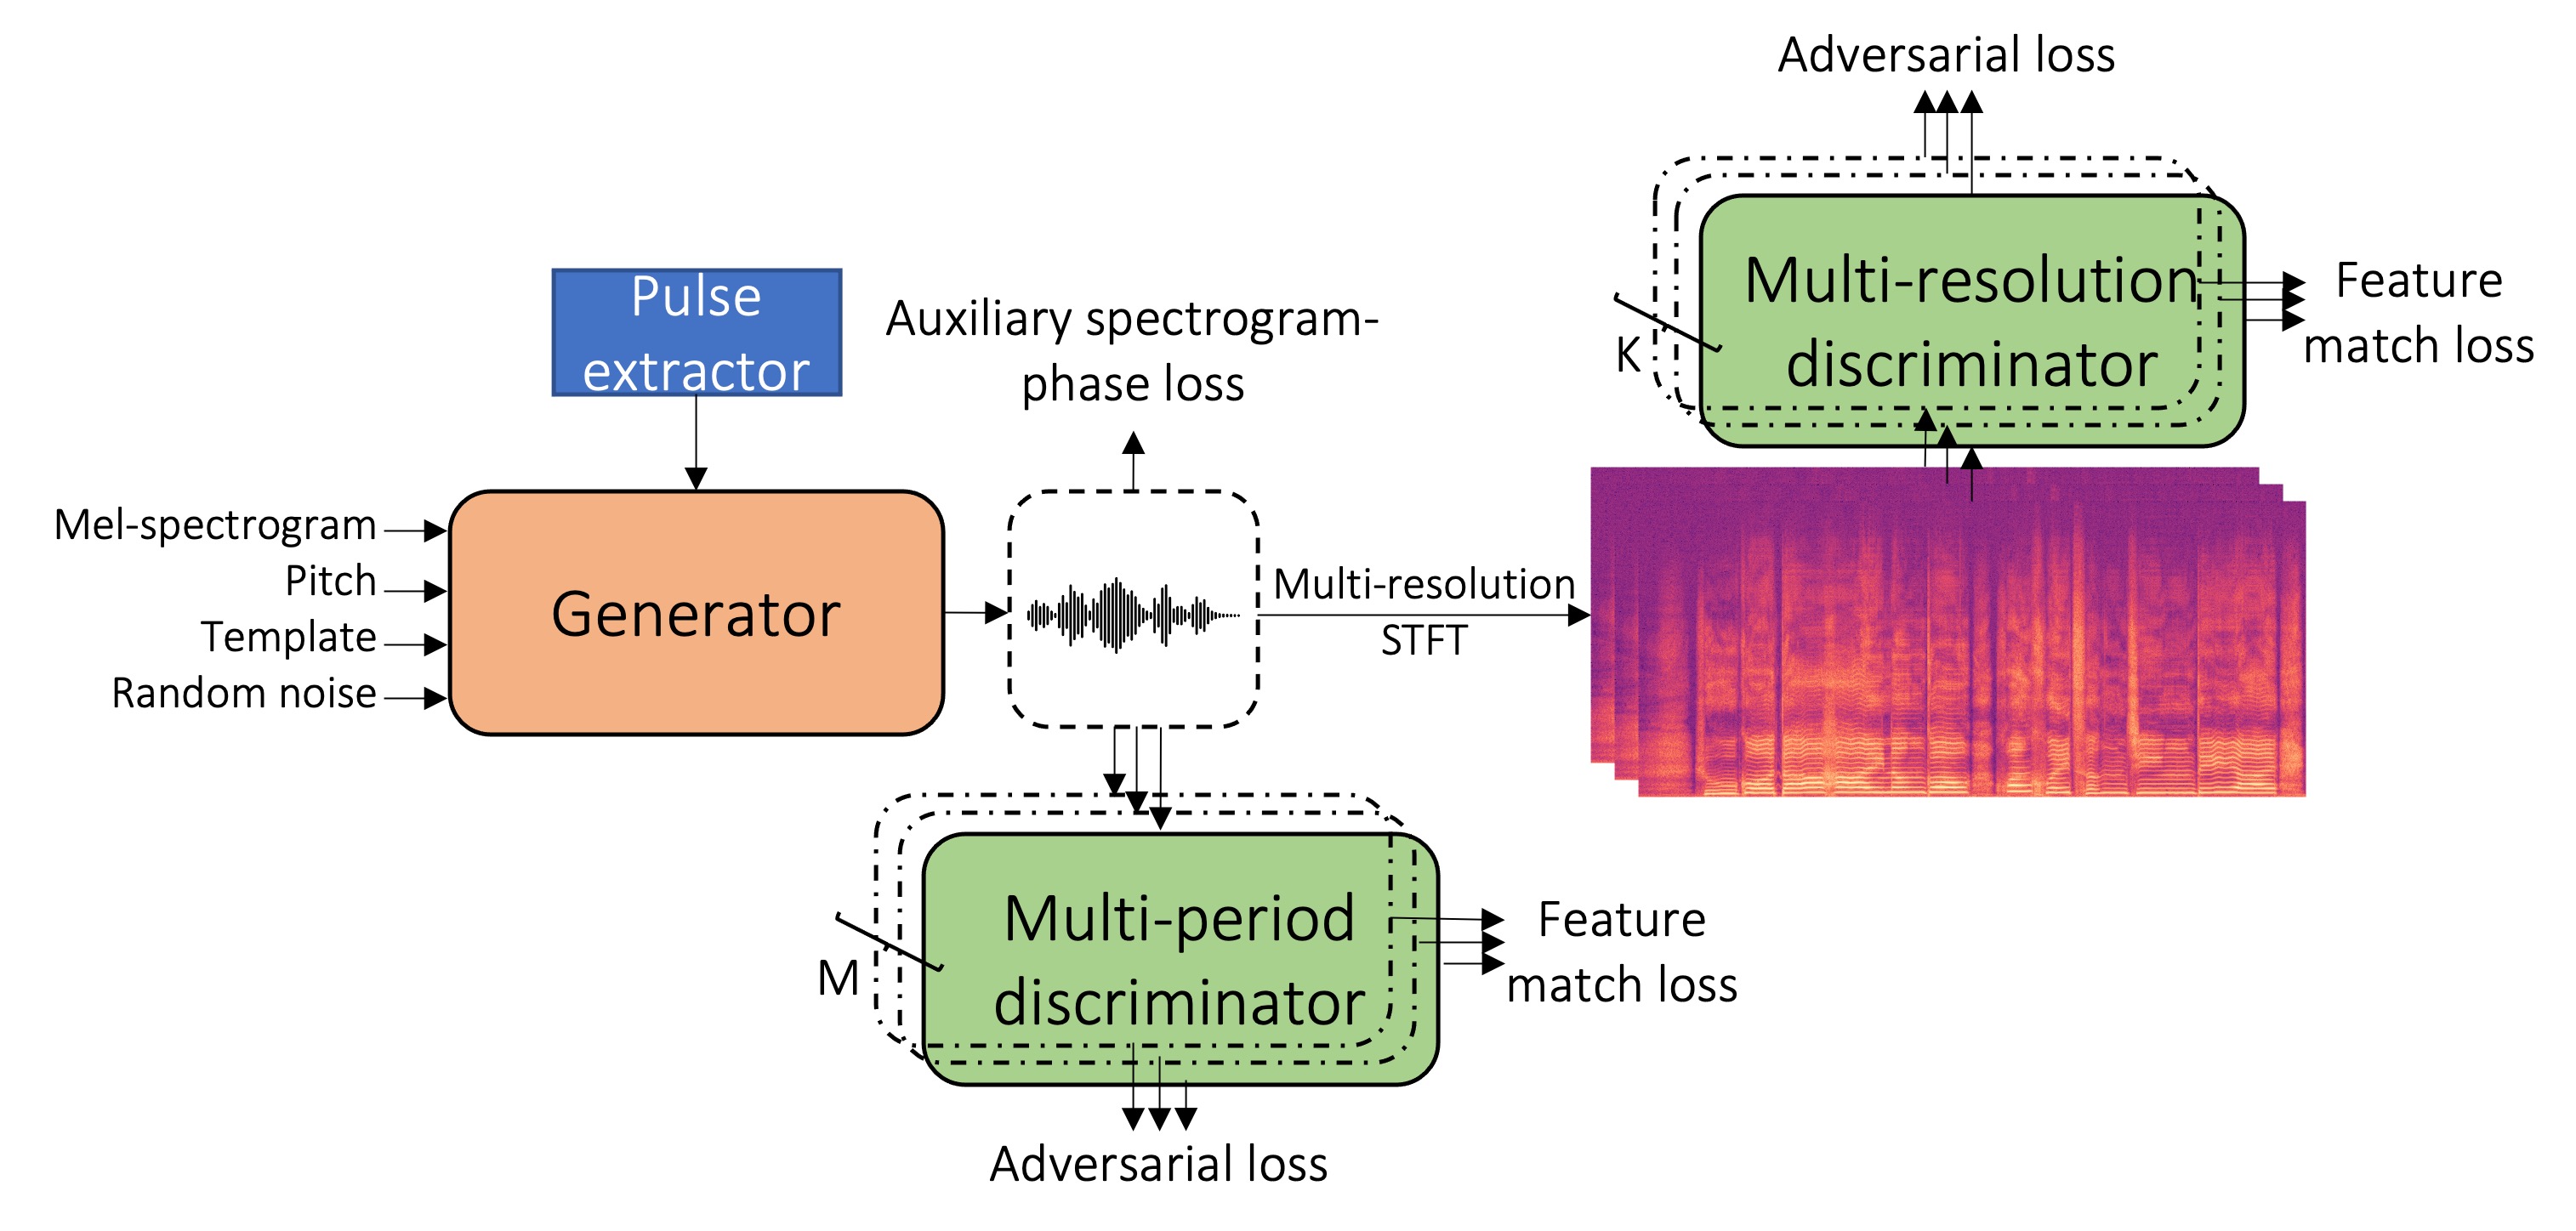 Adversarial loss
Multi-resolution
discriminator
K
Feature
match loss
Pulse
extractor
Auxiliary spectrogram-
phase loss
Mel-spectrogram
Pitch
Template
Random noise
Generator
Multi-resolution
STFT
Multi-period
discriminator
M
Feature
match loss
Adversarial loss